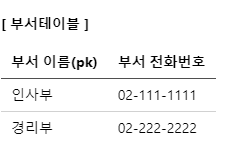 [ 부서테이블 ]
부서 이름(pk) 부서 전화번호
인사부 02-111-1111
경리부 02-222-2222